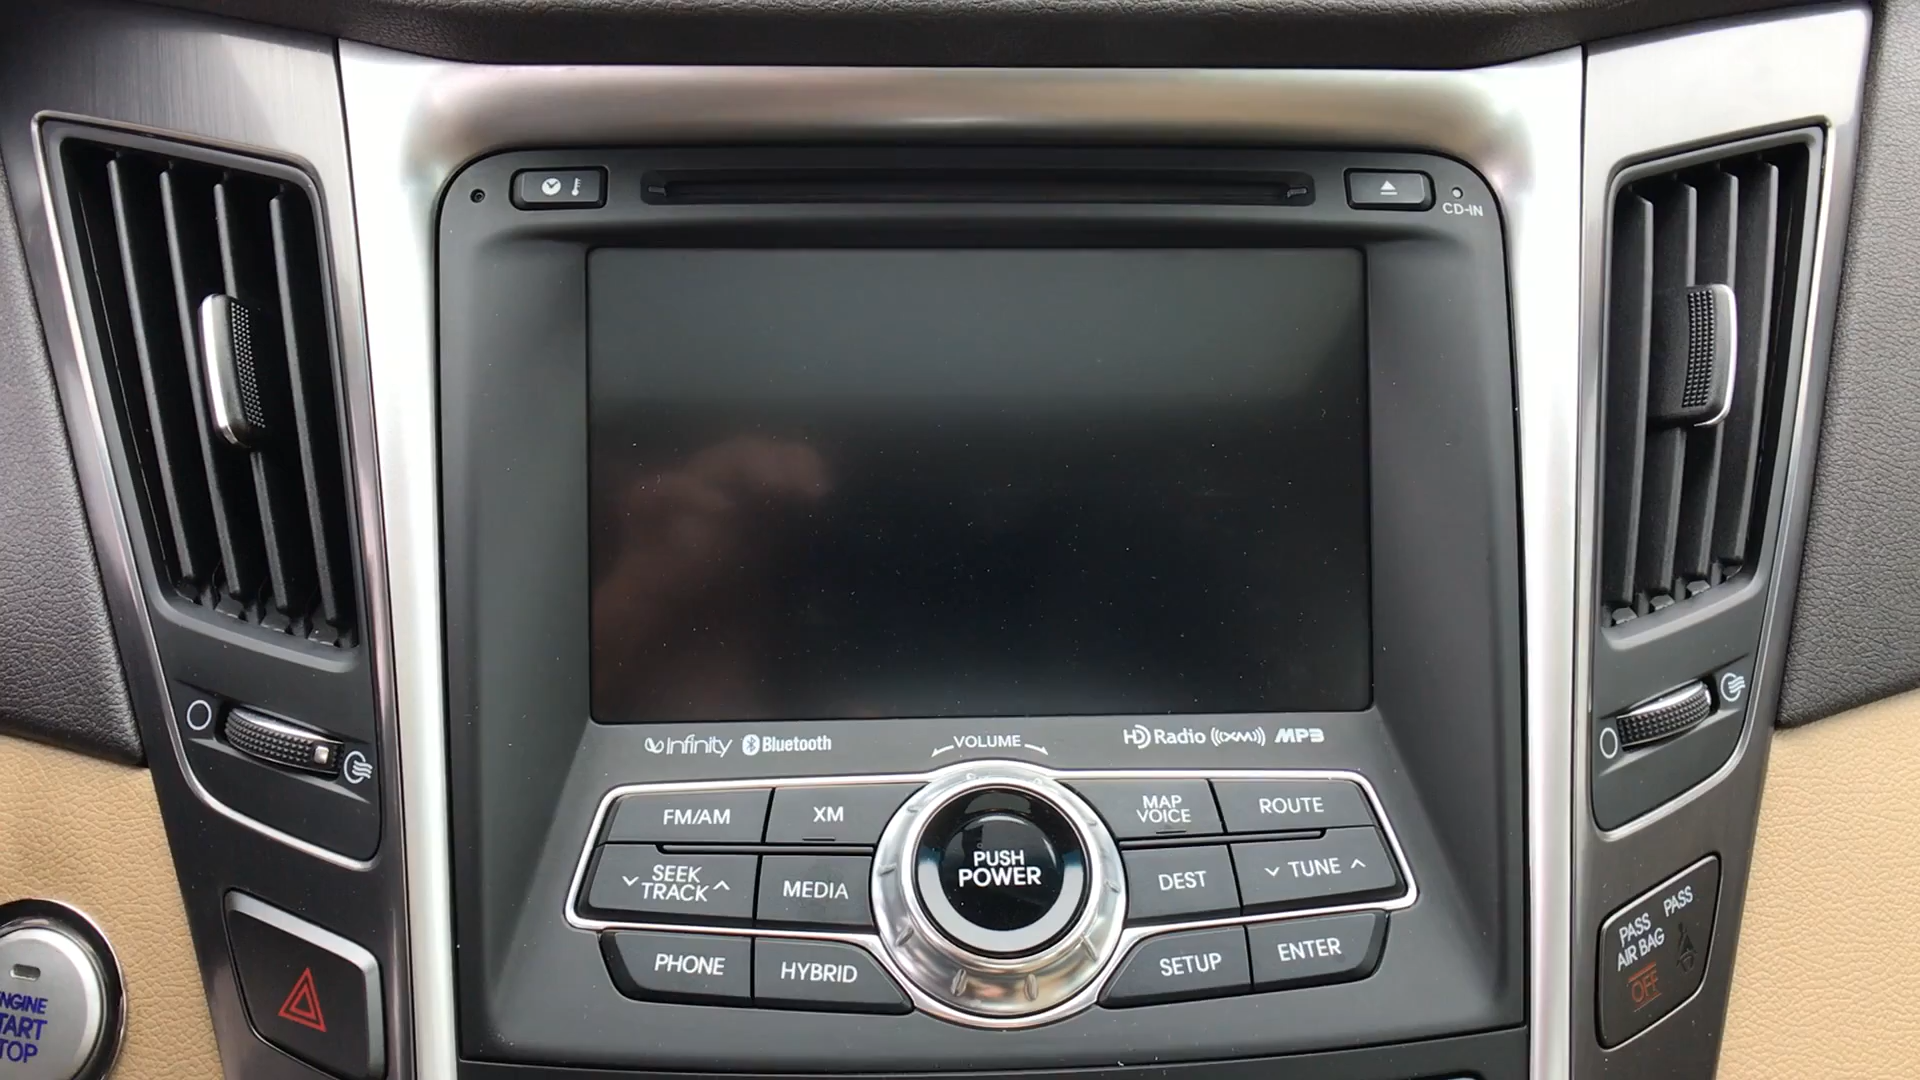 CD-IN
Infinity Bluetooth
VOLUME
HD Radio ((XM)) MP3
FM/AM
XM
MAP
VOICE
ROUTE
SEEK
TRACK
MEDIA
PUSH
POWER
DEST
TUNE
PHONE
HYBRID
SETUP
ENTER
ENGINE
START
STOP
PASS
AIR BAG
PASS
OFF